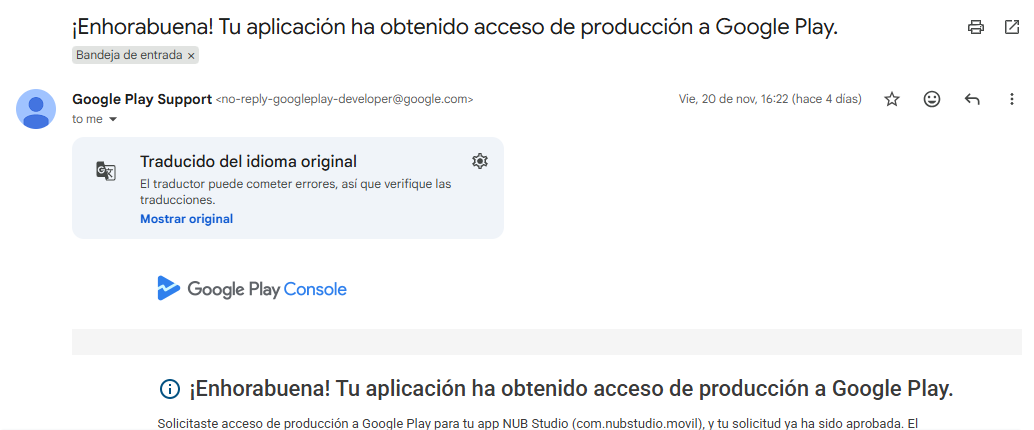 ¡Enhorabuena! Tu aplicación ha obtenido acceso de producción a Google Play.
Bandeja de entrada ×
Google Play Support <no-reply-googleplay-developer@google.com>
Vie, 20 de nov, 16:22 (hace 4 días)
to me
Traducido del idioma original
El traductor puede cometer errores, así que verifique las
traducciones.
Mostrar original
Google Play Console
¡Enhorabuena! Tu aplicación ha obtenido acceso de producción a Google Play.
Solicitaste acceso de producción a Google Play para tu app NUB Studio (com.nubstudio.movil), y tu solicitud ya ha sido aprobada. El